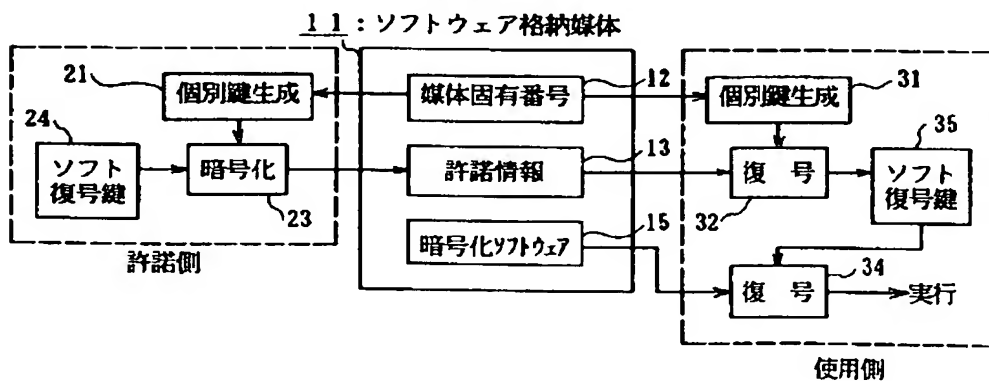 11：ソフトウェア格納媒体
21
個別鍵生成
24
ソフト
復号鍵
暗号化
23
許諾側
媒体固有番号
12
許諾情報
13
暗号化ソフトウェア
15
個別鍵生成
31
復 号
32
35
ソフト
復号鍵
復 号
34
実行
使用側